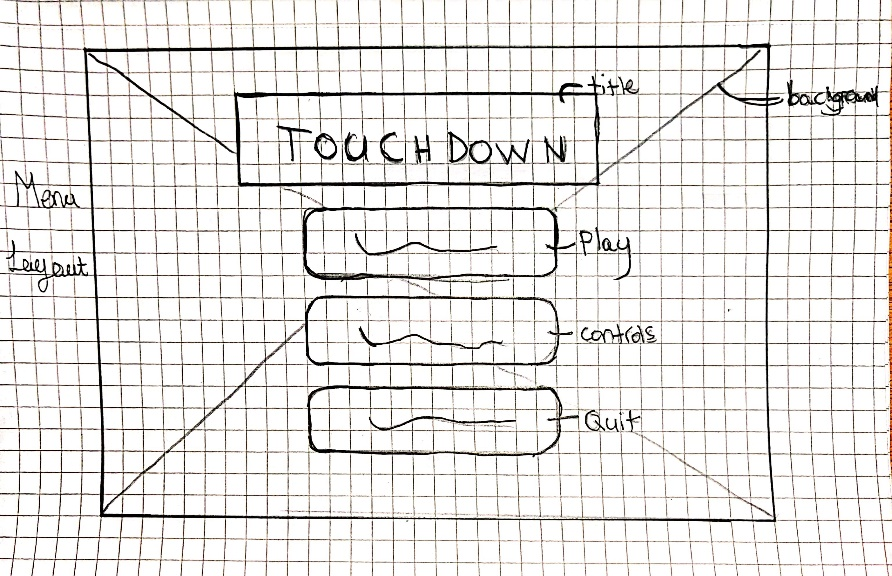 title
background
TOUCHDOWN
Menu
Layout
Play
controls
Quit